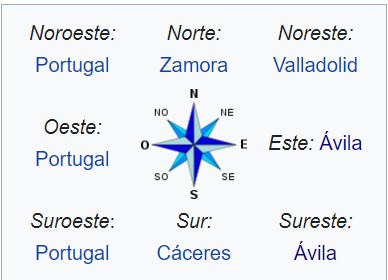 Noroeste: Norte: Noreste:
Portugal Zamora Valladolid
N
NO NE
Oeste:
Portugal
O E
Este: Ávila
SO SE
S
Suroeste: Sur: Sureste:
Portugal Cáceres Ávila